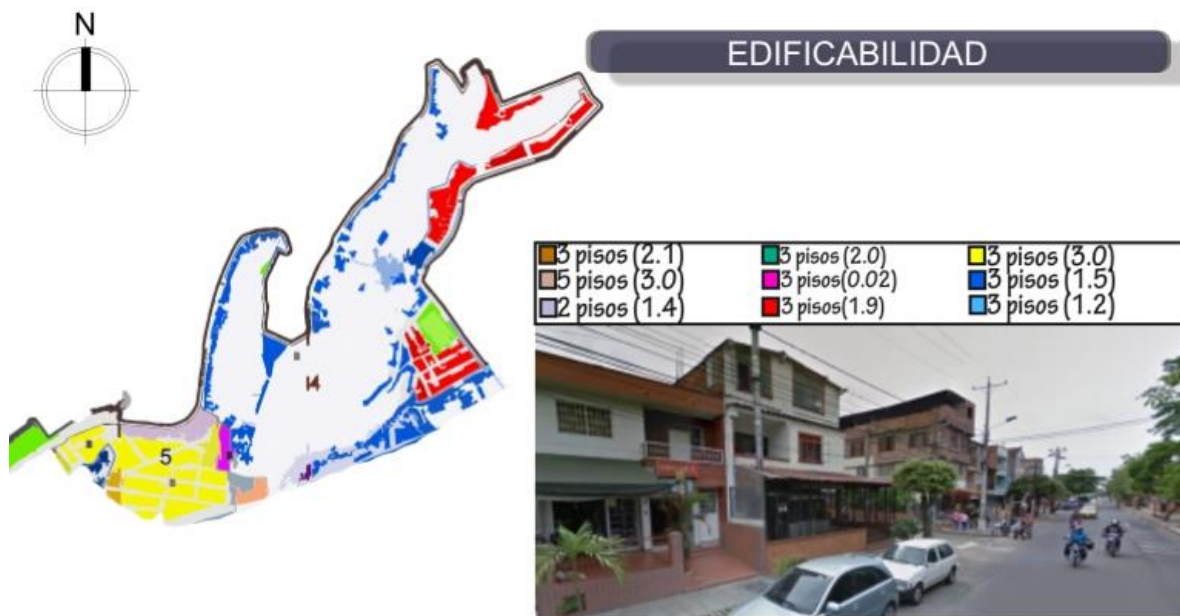 N
EDIFICABILIDAD
3 pisos (2.1)
3 pisos (2.0)
3 pisos (3.0)
5 pisos (3.0)
3 pisos(0.02)
3 pisos (1.5)
2 pisos (1.4)
3 pisos(1.9)
3 pisos (1.2)
14
5